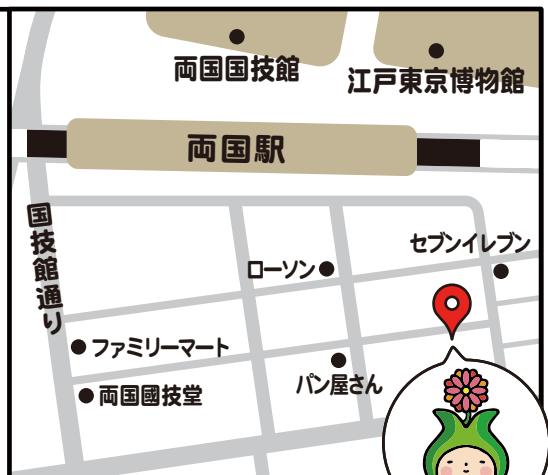 両国国技館
江戸東京博物館
両国駅
国技館通り
セブンイレブン
ローソン
ファミリーマート
両国國技堂
パン屋さん